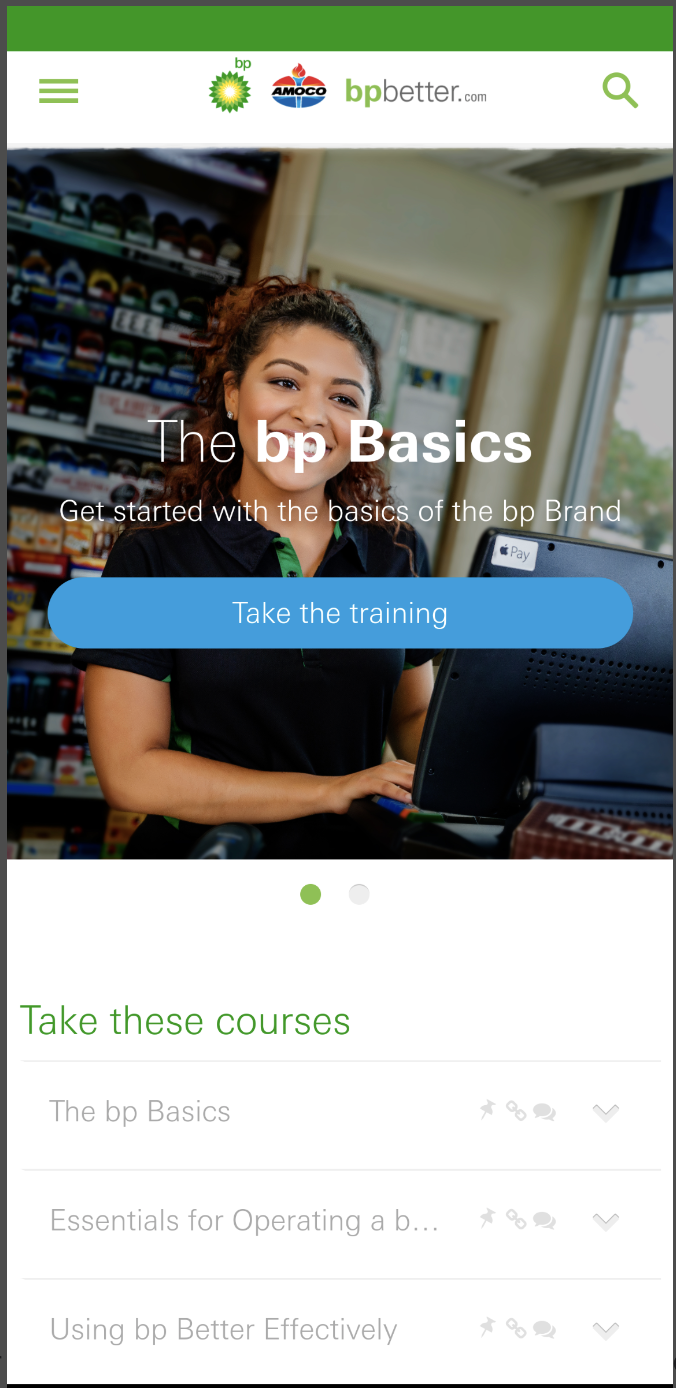 bp
AMOCO
bpbetter.com
The bp Basics
Get started with the basics of the bp Brand
Pay
Take the training
Take these courses
The bp Basics
Essentials for Operating a b...
Using bp Better Effectively